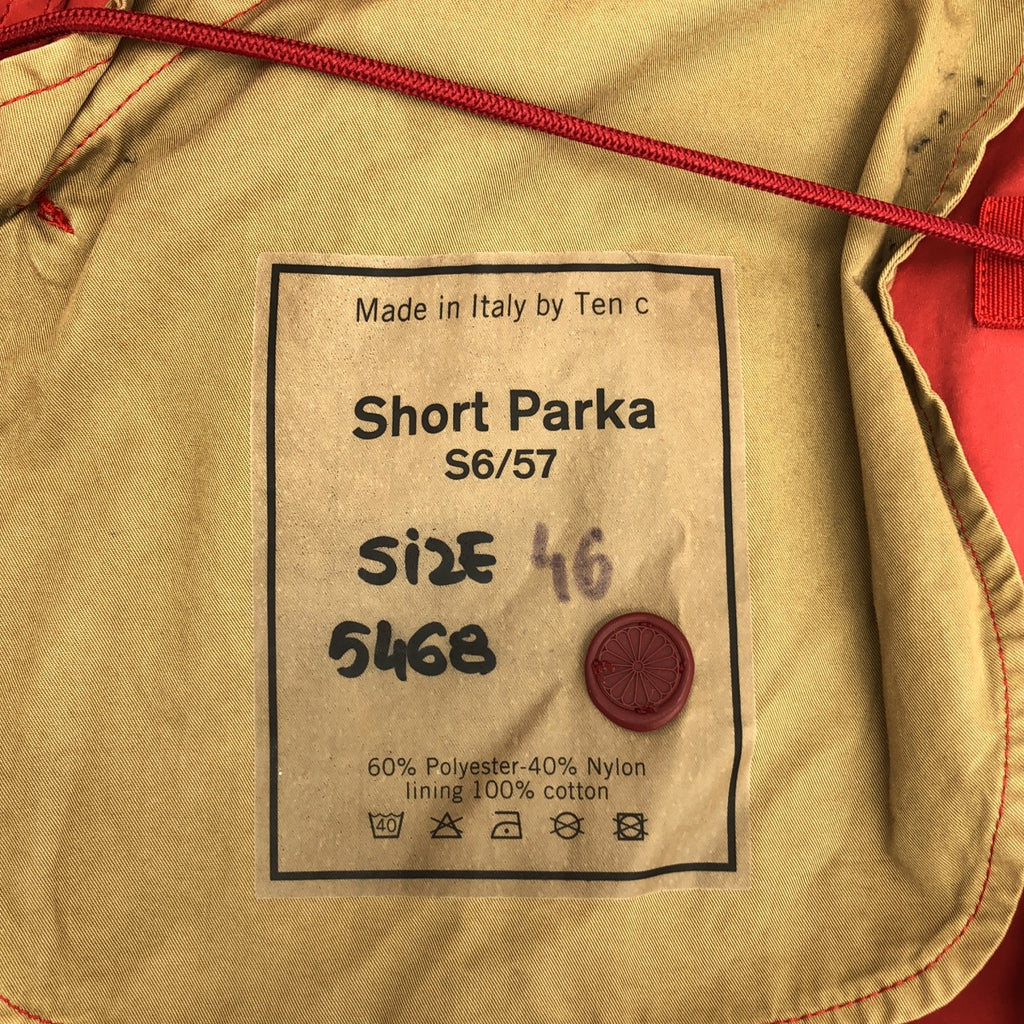 Made in Italy by Ten c
Short Parka
S6/57
SiZE 46
5468
60% Polyester-40% Nylon
lining 100% cotton
40